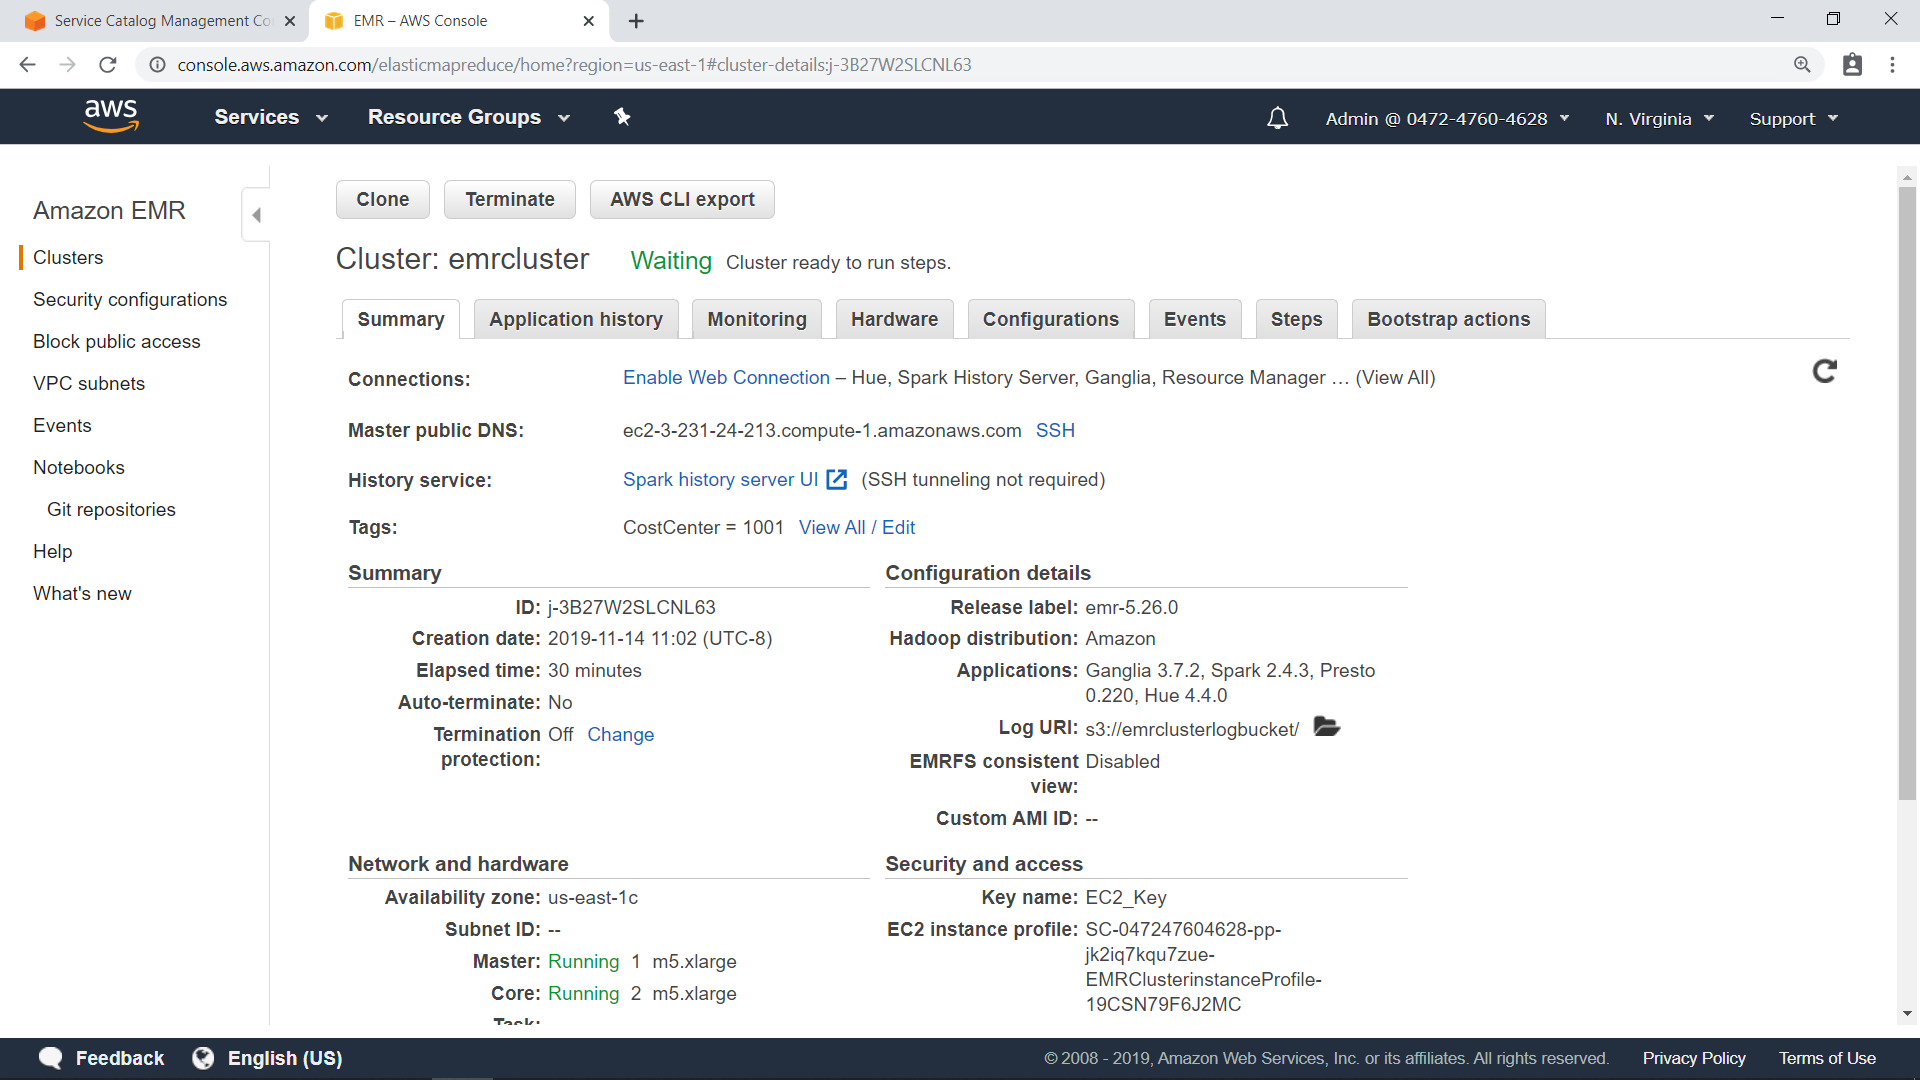 Service Catalog Management Co
EMR – AWS Console
console.aws.amazon.com/elasticmapreduce/home?region=us-east-1#cluster-details:j-3B27W2SLCNL63
aws
Services
Resource Groups
Admin @ 0472-4760-4628
N. Virginia
Support
Amazon EMR
Clusters
Security configurations
Block public access
VPC subnets
Events
Notebooks
Git repositories
Help
What's new
Clone
Terminate
AWS CLI export
Cluster: emrcluster Waiting Cluster ready to run steps.
Summary
Application history
Monitoring
Hardware
Configurations
Events
Steps
Bootstrap actions
Connections: Enable Web Connection – Hue, Spark History Server, Ganglia, Resource Manager … (View All)
Master public DNS: ec2-3-231-24-213.compute-1.amazonaws.com SSH
History service: Spark history server UI (SSH tunneling not required)
Tags: CostCenter = 1001 View All / Edit
Summary
ID: j-3B27W2SLCNL63
Creation date: 2019-11-14 11:02 (UTC-8)
Elapsed time: 30 minutes
Auto-terminate: No
Termination Off Change
protection:
Configuration details
Release label: emr-5.26.0
Hadoop distribution: Amazon
Applications: Ganglia 3.7.2, Spark 2.4.3, Presto
0.220, Hue 4.4.0
Log URI: s3://emrclusterlogbucket/
EMRFS consistent Disabled
view:
Custom AMI ID: --
Network and hardware
Availability zone: us-east-1c
Subnet ID: --
Master: Running 1 m5.xlarge
Core: Running 2 m5.xlarge
Task:
Security and access
Key name: EC2_Key
EC2 instance profile: SC-047247604628-pp-
jk2iq7kqu7zue-
EMRClusterinstanceProfile-
19CSN79F6J2MC
Feedback
English (US)
© 2008 - 2019, Amazon Web Services, Inc. or its affiliates. All rights reserved.
Privacy Policy
Terms of Use